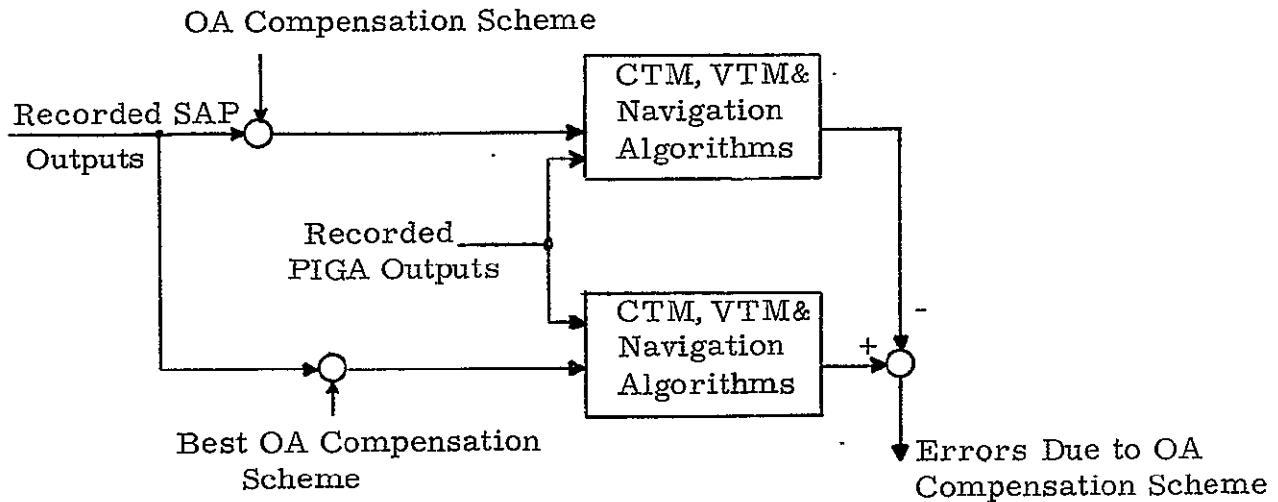 OA Compensation Scheme
Recorded SAP
Outputs
CTM, VTM&
Navigation
Algorithms
Recorded
PIGA Outputs
CTM, VTM&
Navigation
Algorithms
-
+
Best OA Compensation
Scheme
Errors Due to OA
Compensation Scheme